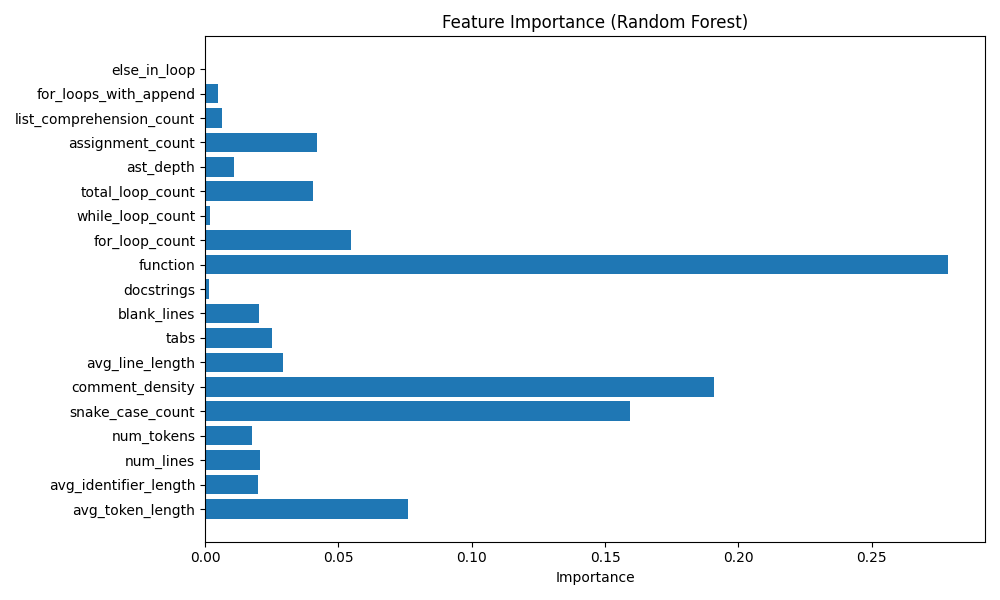 Feature Importance (Random Forest)
else_in_loop
for_loops_with_append
list_comprehension_count
assignment_count
ast_depth
total_loop_count
while_loop_count
for_loop_count
function
docstrings
blank_lines
tabs
avg_line_length
comment_density
snake_case_count
num_tokens
num_lines
avg_identifier_length
avg_token_length
0.00 0.05 0.10 0.15 0.20 0.25
Importance